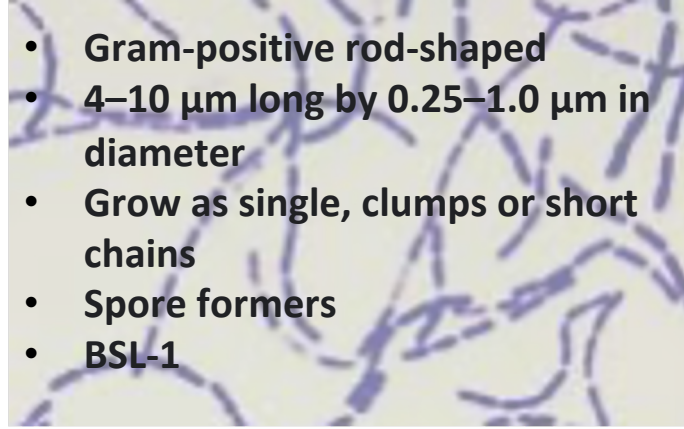 • Gram-positive rod-shaped
• 4–10 µm long by 0.25–1.0 µm in
diameter
• Grow as single, clumps or short
chains
• Spore formers
• BSL-1